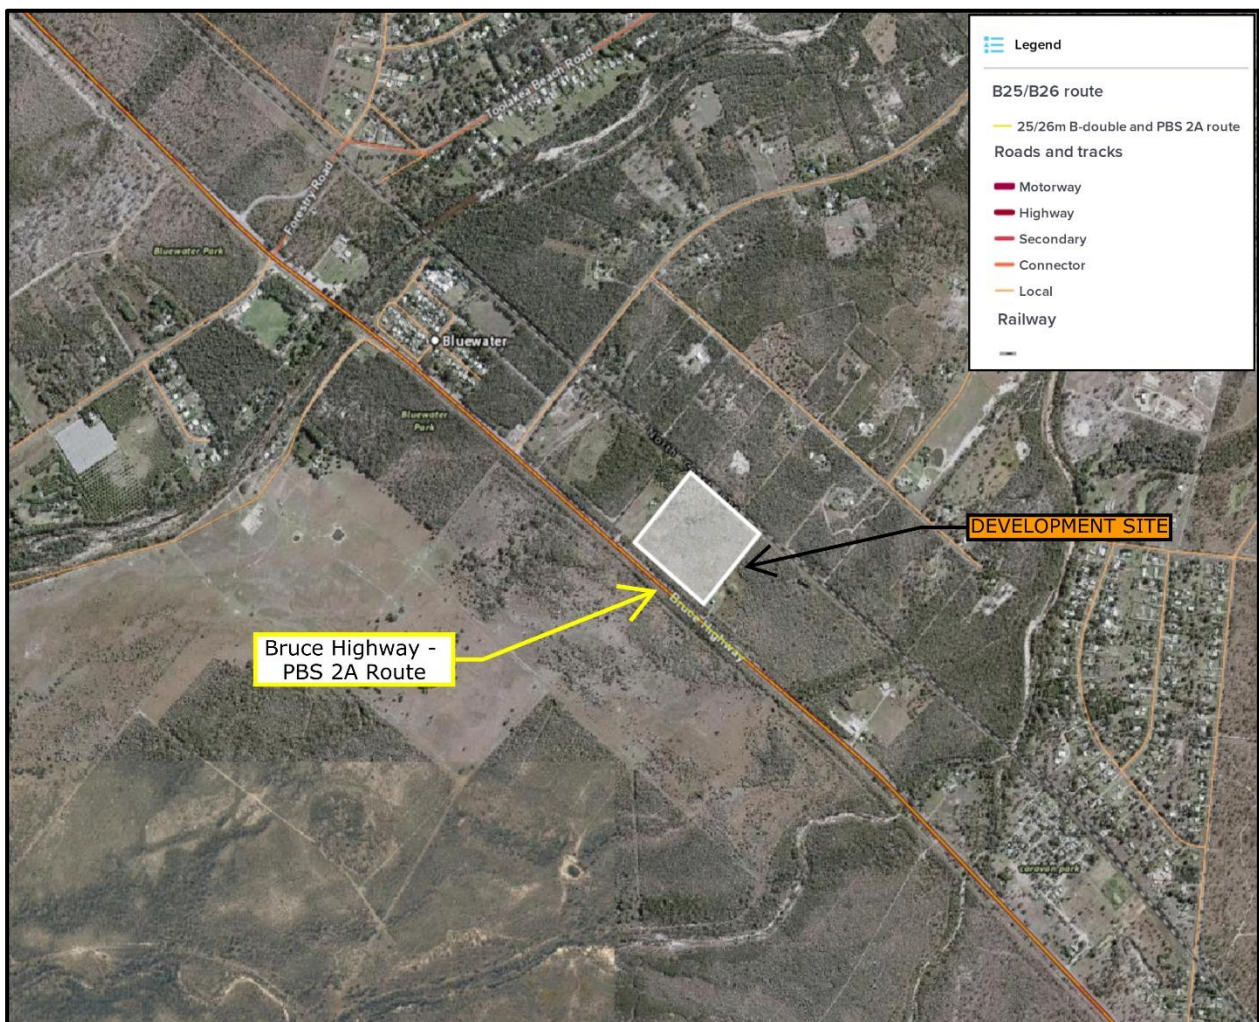 Legend
B25/B26 route
25/26m B-double and PBS 2A route
Roads and tracks
Motorway
Highway
Secondary
Connector
Local
Railway
Toolakea Beach Road
Forestry Road
Bluewater Park
Bluewater
Bluewater
Park
DEVELOPMENT SITE
Bruce Highway -
PBS 2A Route
Bruce Highway
caravan park